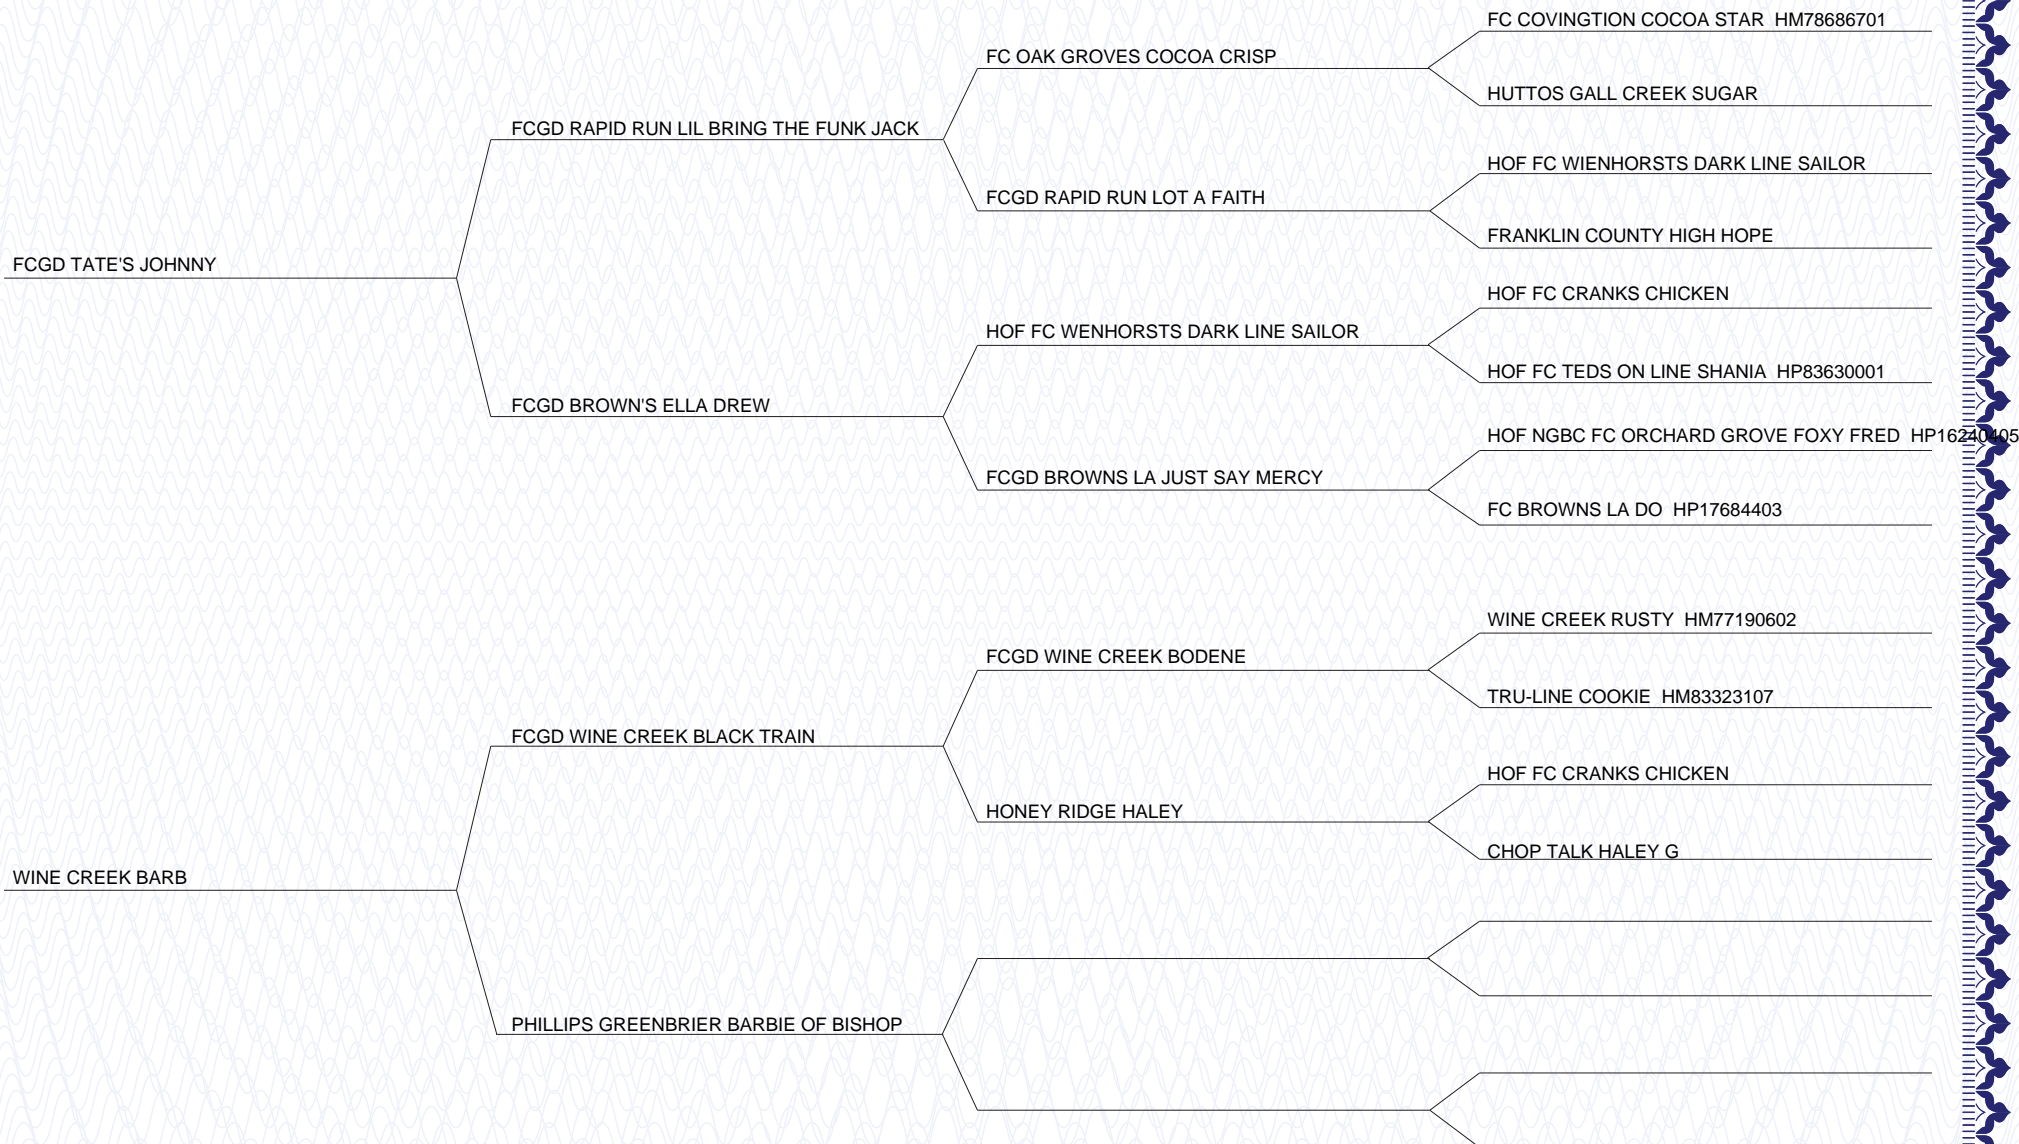 FC COVINGTION COCOA STAR HM78686701
FC OAK GROVES COCOA CRISP
HUTTOS GALL CREEK SUGAR
FCGD RAPID RUN LIL BRING THE FUNK JACK
HOF FC WIENHORSTS DARK LINE SAILOR
FCGD RAPID RUN LOT A FAITH
FRANKLIN COUNTY HIGH HOPE
FCGD TATE'S JOHNNY
HOF FC CRANKS CHICKEN
HOF FC WENHORSTS DARK LINE SAILOR
HOF FC TEDS ON LINE SHANIA HP83630001
FCGD BROWN'S ELLA DREW
HOF NGBC FC ORCHARD GROVE FOXY FRED HP16240405
FCGD BROWNS LA JUST SAY MERCY
FC BROWNS LA DO HP17684403
WINE CREEK RUSTY HM77190602
FCGD WINE CREEK BODENE
TRU-LINE COOKIE HM83323107
FCGD WINE CREEK BLACK TRAIN
HOF FC CRANKS CHICKEN
HONEY RIDGE HALEY
CHOP TALK HALEY G
WINE CREEK BARB
PHILLIPS GREENBRIER BARBIE OF BISHOP